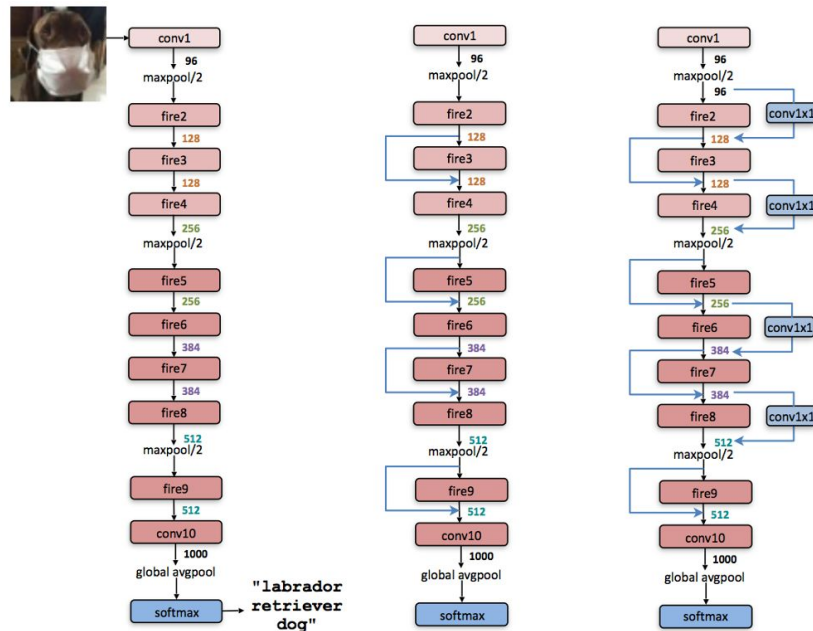 conv1
96
maxpool/2
fire2
128
fire3
128
fire4
256
maxpool/2
fire5
256
fire6
384
fire7
384
fire8
512
maxpool/2
fire9
512
conv10
1000
global avgpool
softmax
"labrador
retriever
dog"
conv1
96
maxpool/2
fire2
128
fire3
128
fire4
256
maxpool/2
fire5
256
fire6
384
fire7
384
fire8
512
maxpool/2
fire9
512
conv10
1000
global avgpool
softmax
conv1
96
maxpool/2
96
conv1x1
fire2
128
fire3
128
conv1x1
fire4
256
maxpool/2
fire5
256
conv1x1
fire6
384
fire7
384
conv1x1
fire8
512
maxpool/2
fire9
512
conv10
1000
global avgpool
softmax